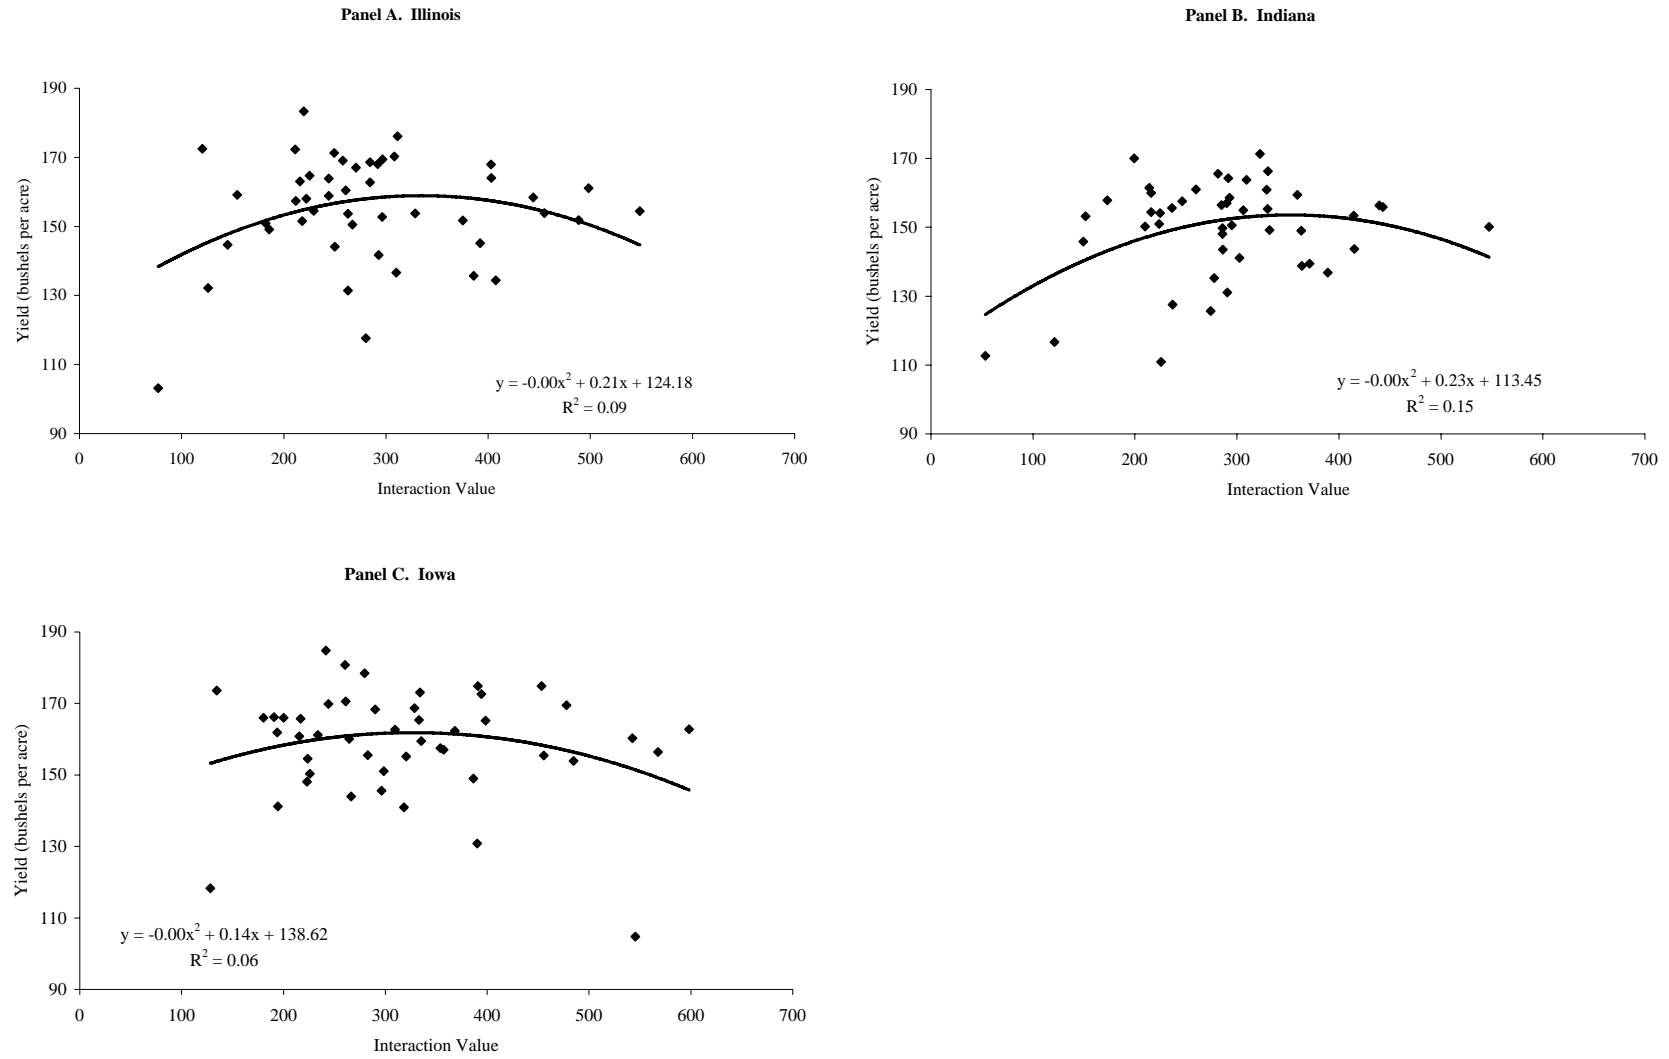 Panel A.  Illinois
190
170
150
130
110
90
0 100 200 300 400 500 600 700
Yield (bushels per acre)
Interaction Value
y = -0.00x² + 0.21x + 124.18
R² = 0.09
Panel B.  Indiana
190
170
150
130
110
90
0 100 200 300 400 500 600 700
Yield (bushels per acre)
Interaction Value
y = -0.00x² + 0.23x + 113.45
R² = 0.15
Panel C.  Iowa
190
170
150
130
110
90
0 100 200 300 400 500 600 700
Yield (bushels per acre)
Interaction Value
y = -0.00x² + 0.14x + 138.62
R² = 0.06